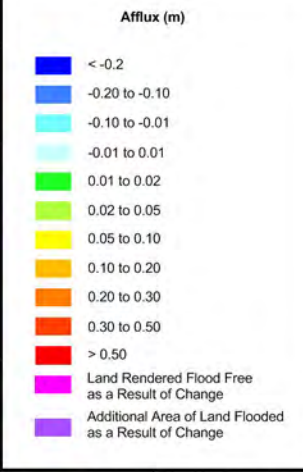 Afflux (m)
< -0.2
-0.20 to -0.10
-0.10 to -0.01
-0.01 to 0.01
0.01 to 0.02
0.02 to 0.05
0.05 to 0.10
0.10 to 0.20
0.20 to 0.30
0.30 to 0.50
> 0.50
Land Rendered Flood Free
as a Result of Change
Additional Area of Land Flooded
as a Result of Change